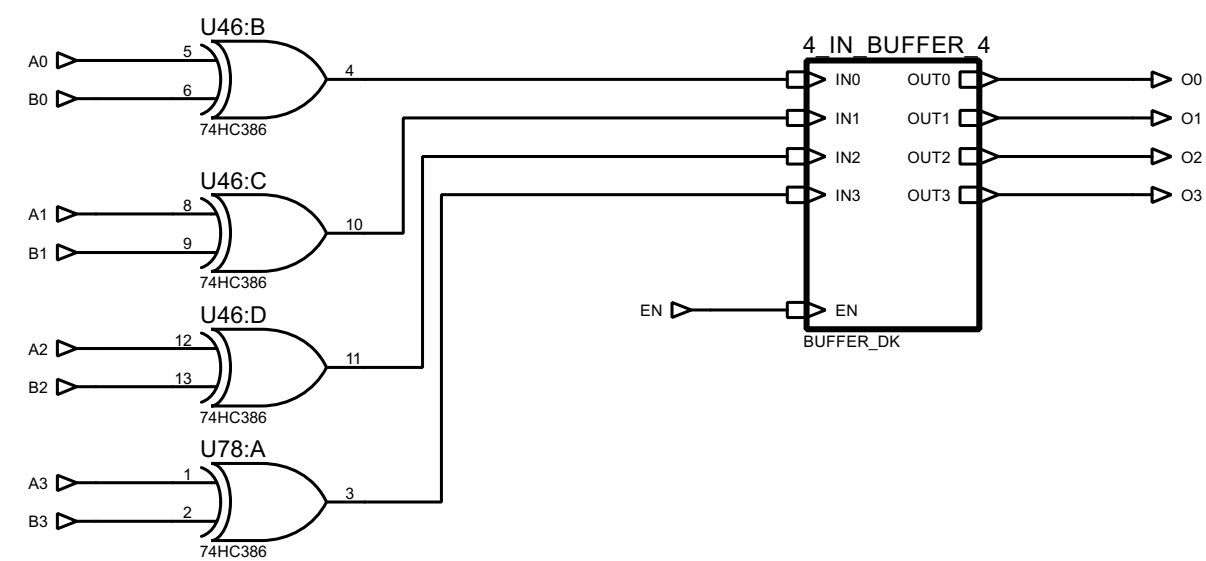 U46:B
A0
5
4
B0
6
74HC386
U46:C
A1
8
10
B1
9
74HC386
U46:D
A2
12
11
B2
13
74HC386
U78:A
A3
1
3
B3
2
74HC386
4_IN_BUFFER_4
IN0 OUT0 O0
IN1 OUT1 O1
IN2 OUT2 O2
IN3 OUT3 O3
EN EN
BUFFER_DK